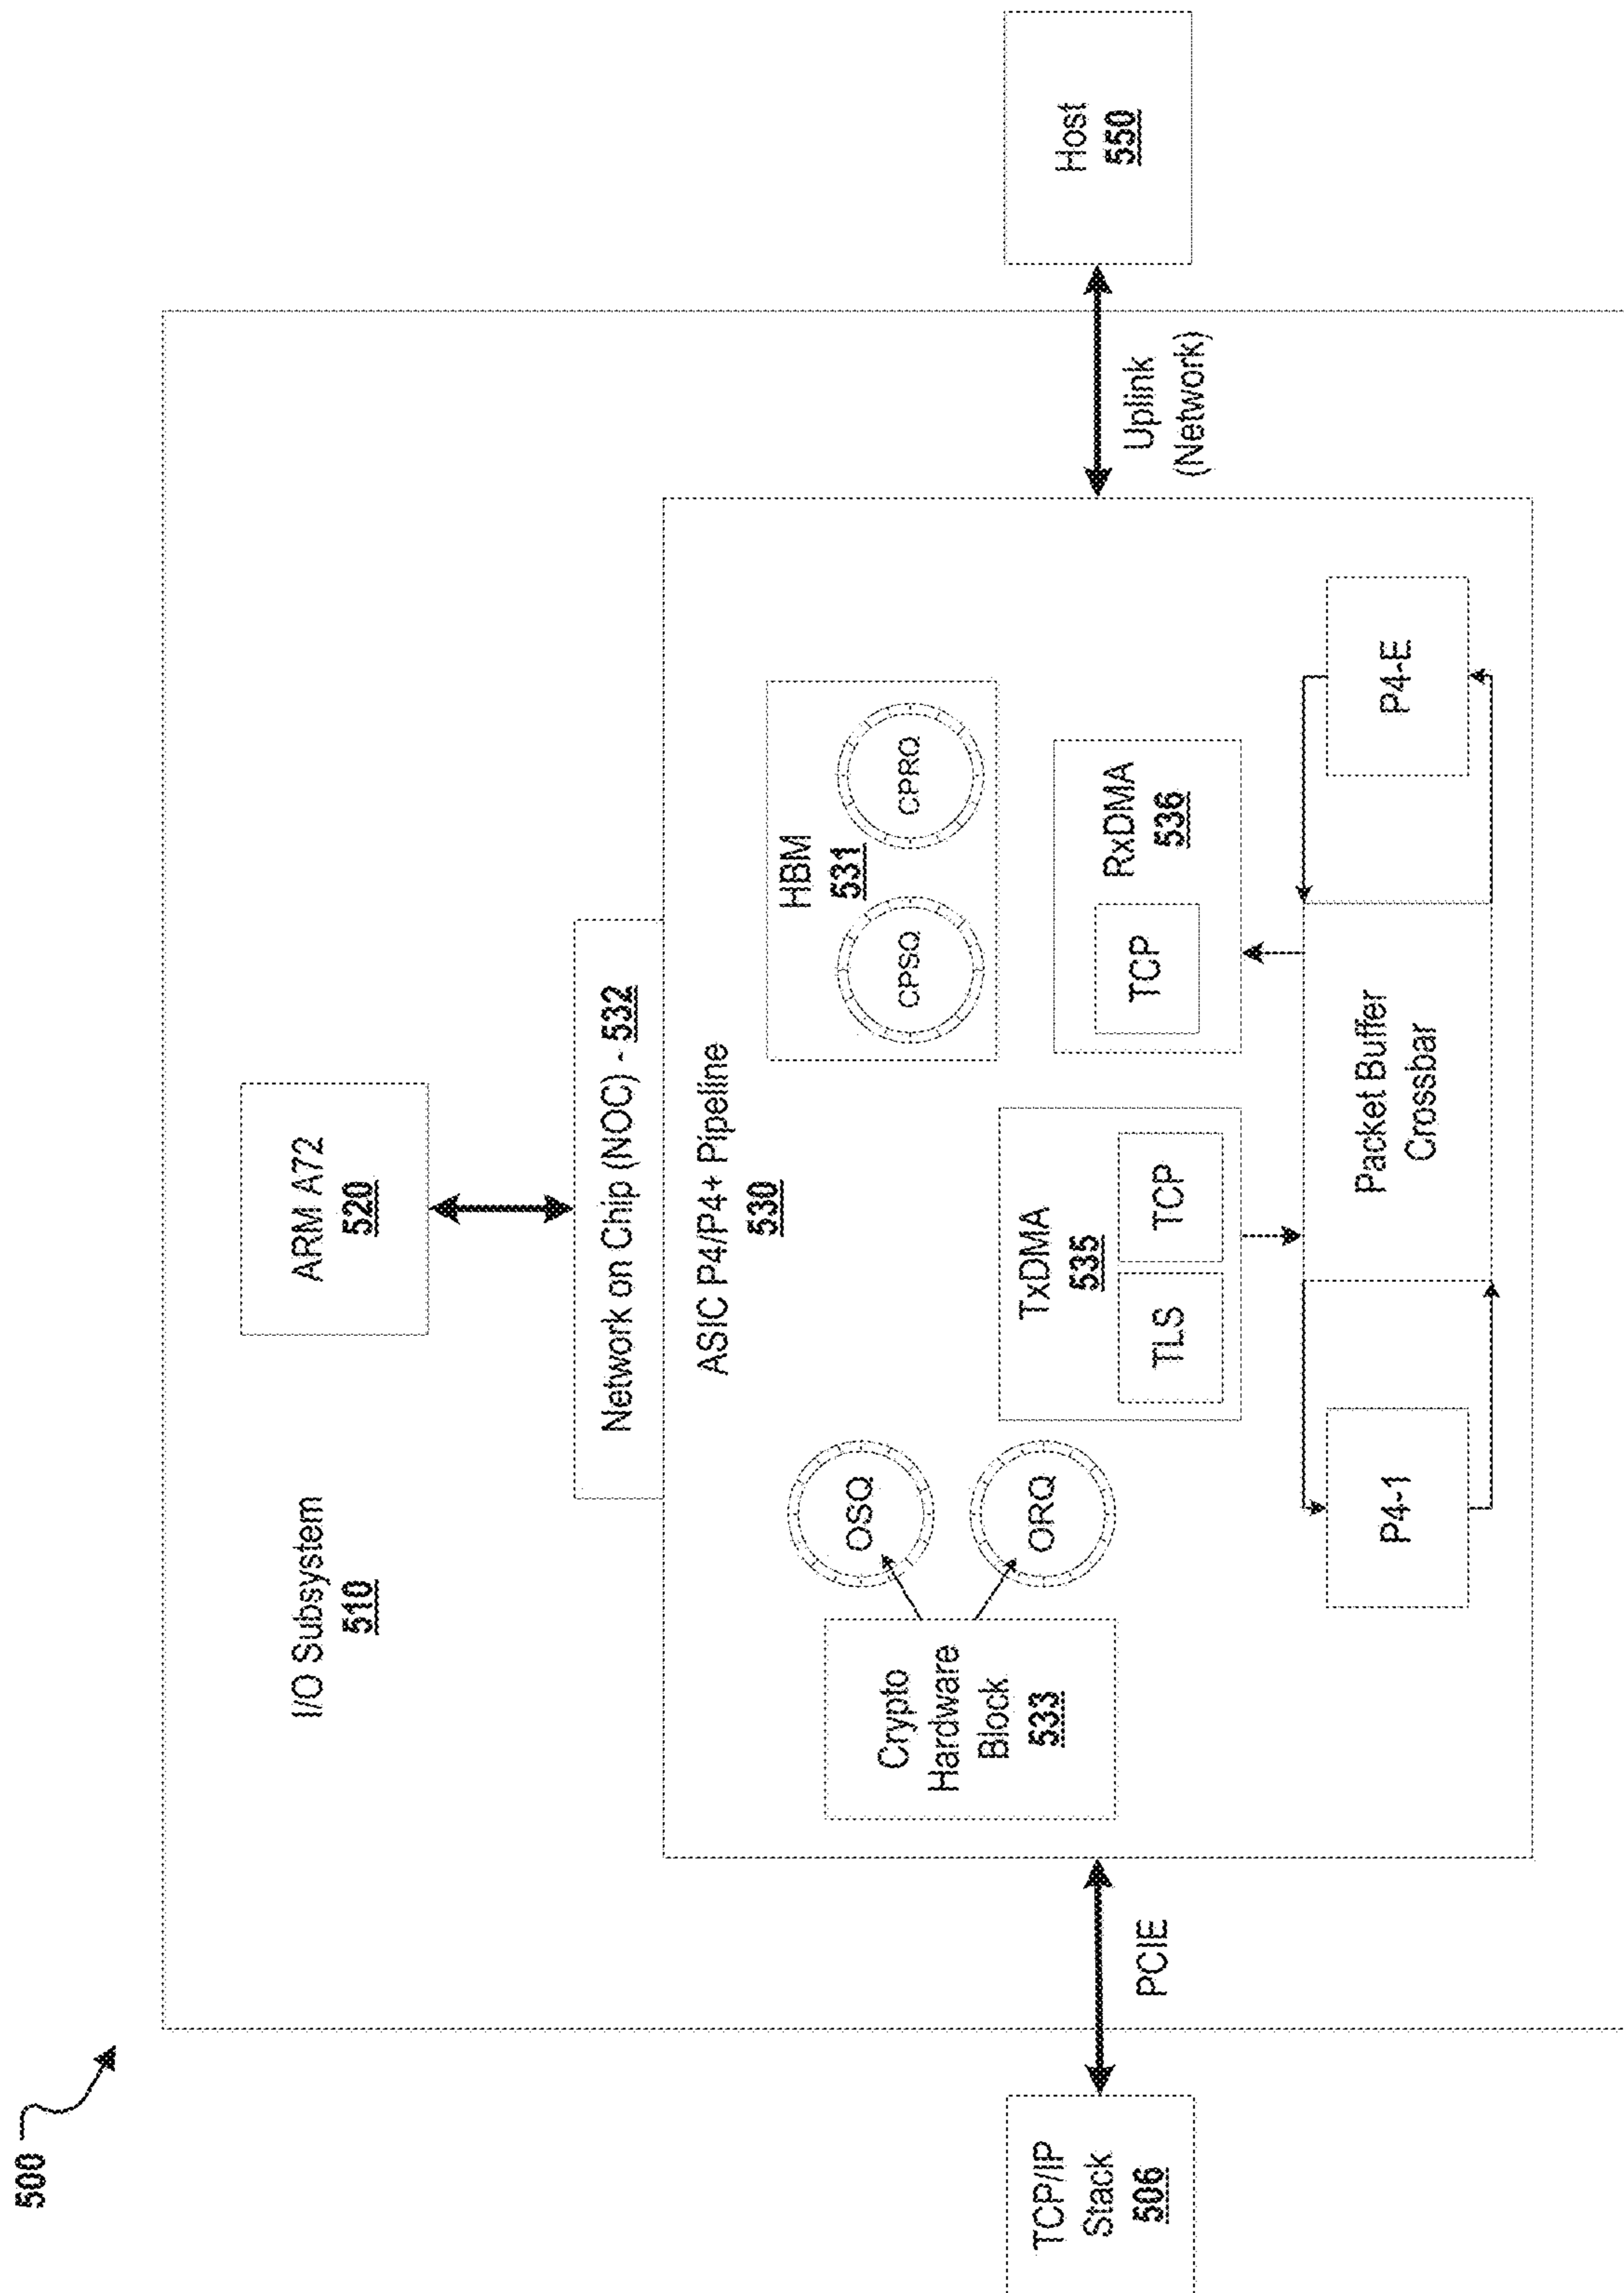 500
I/O Subsystem
510
ARM A72
520
Network on Chip (NOC) - 532
ASIC P4/P4+ Pipeline
530
HBM
531
CPSQ
CPRQ
OSQ
ORQ
Crypto
Hardware
Block
533
TxDMA
535
TLS
TCP
RxDMA
536
TCP
P4-1
Packet Buffer
Crossbar
P4-E
TCP/IP
Stack
506
PCIE
Uplink
(Network)
Host
550